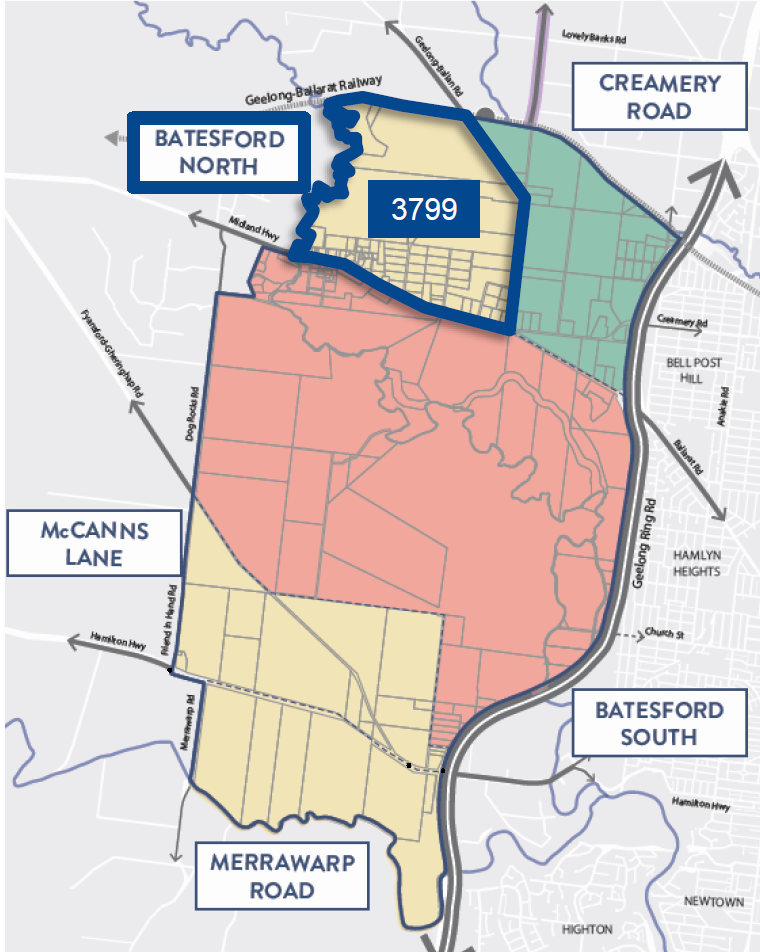 Lovely Banks Rd
Geelong-Ballan Rd
Geelong-Ballarat Railway
CREAMERY
ROAD
BATESFORD
NORTH
3799
Midland Hwy
Creamery Rd
Fyansford-Gheringhap Rd
BELL POST
HILL
Anakie Rd
Dog Rocks Rd
Ballarat Rd
Geelong Ring Rd
McCANNS
LANE
HAMLYN
HEIGHTS
Friend In Hand Rd
Hamilton Hwy
Church St
Merrawarp Rd
BATESFORD
SOUTH
Hamilton Hwy
MERRAWARP
ROAD
NEWTOWN
HIGHTON